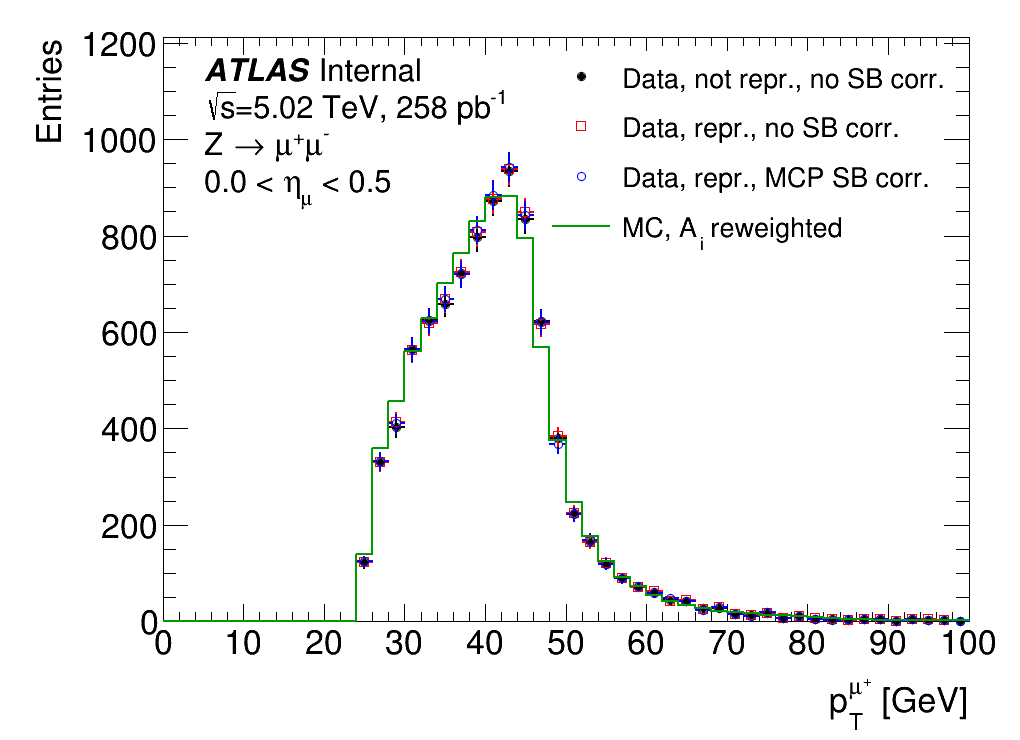 Entries
ATLAS Internal
√s=5.02 TeV, 258 pb⁻¹
Z → μ⁺μ⁻
0.0 < η_μ < 0.5
Data, not repr., no SB corr.
Data, repr., no SB corr.
Data, repr., MCP SB corr.
MC, A_i reweighted
1200
1000
800
600
400
200
0
0 10 20 30 40 50 60 70 80 90 100
p_T^μ⁺ [GeV]